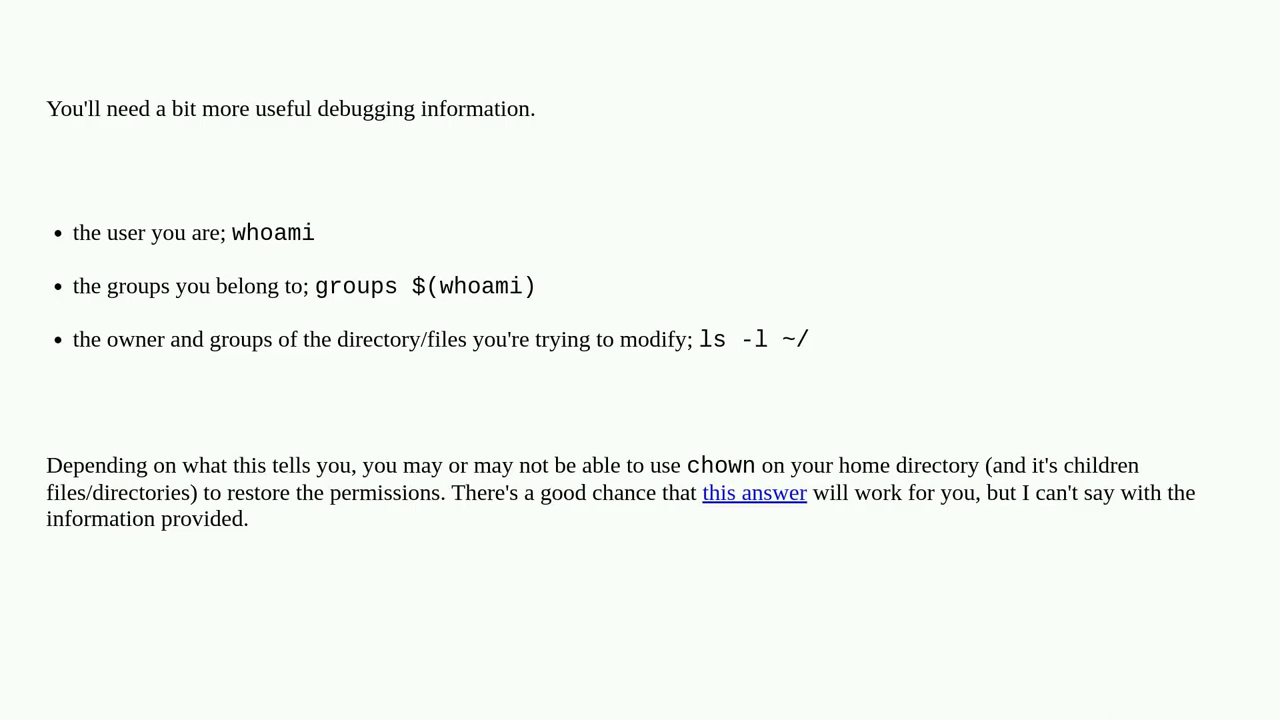 You'll need a bit more useful debugging information.
• the user you are; whoami
• the groups you belong to; groups $(whoami)
• the owner and groups of the directory/files you're trying to modify; ls -l ~/
Depending on what this tells you, you may or may not be able to use chown on your home directory (and it's children
files/directories) to restore the permissions. There's a good chance that this answer will work for you, but I can't say with the
information provided.